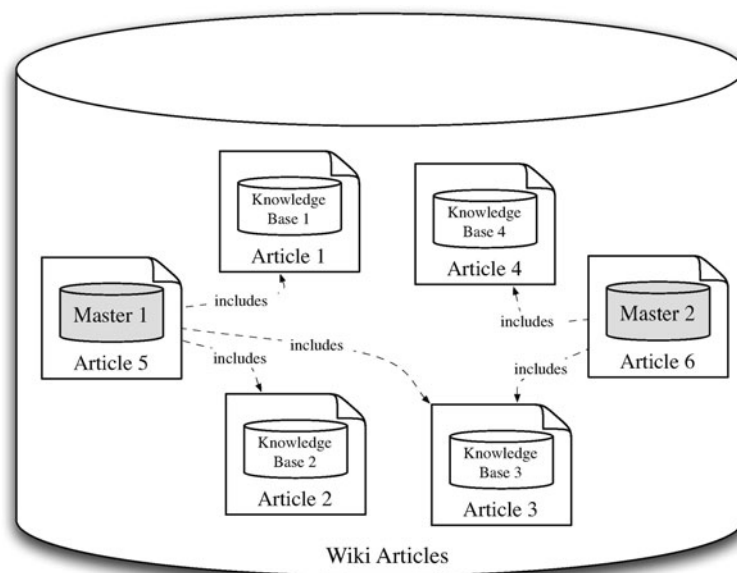 Knowledge
Base 1
Article 1
Knowledge
Base 4
Article 4
Master 1
Article 5
includes
includes
includes
includes
includes
Master 2
Article 6
Knowledge
Base 2
Article 2
Knowledge
Base 3
Article 3
Wiki Articles